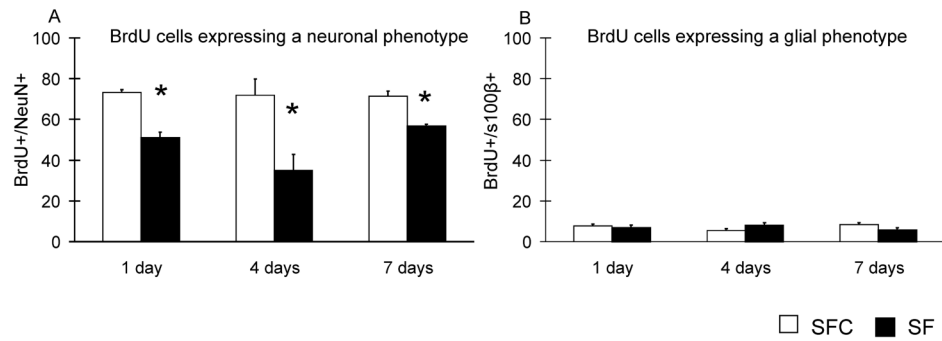 A
BrdU cells expressing a neuronal phenotype
BrdU+/NeuN+
100
80
60
40
20
0
*
*
*
1 day
4 days
7 days
B
BrdU cells expressing a glial phenotype
BrdU+/s100β+
100
80
60
40
20
0
1 day
4 days
7 days
SFC
SF